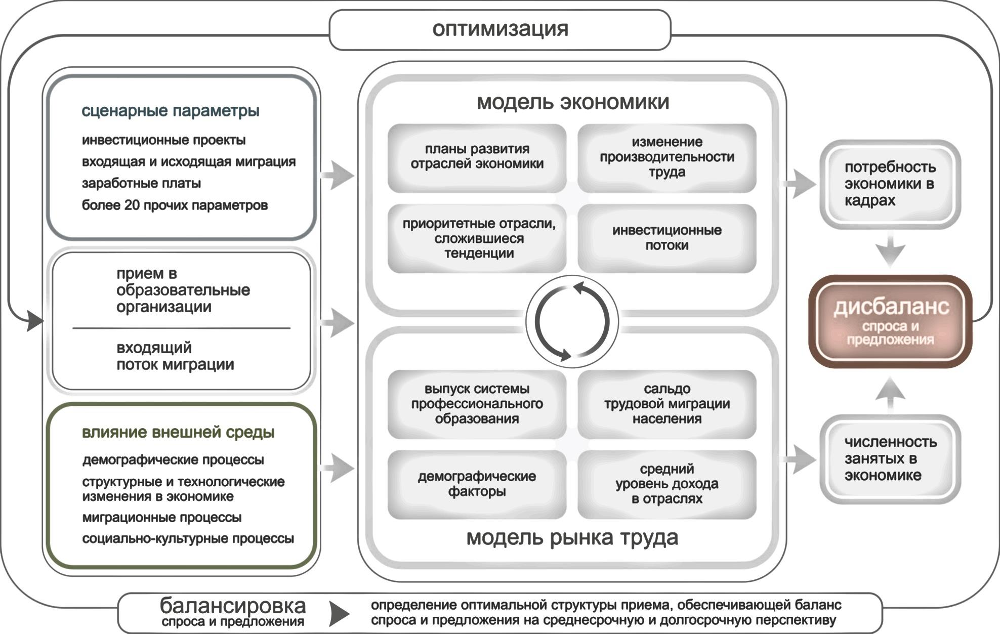 оптимизация
сценарные параметры
инвестиционные проекты
входящая и исходящая миграция
заработные платы
более 20 прочих параметров
прием в
образовательные
организации
входящий
поток миграции
влияние внешней среды
демографические процессы
структурные и технологические
изменения в экономике
миграционные процессы
социально-культурные процессы
модель экономики
планы развития
отраслей экономики
изменение
производительности
труда
приоритетные отрасли,
сложившиеся
тенденции
инвестиционные
потоки
выпуск системы
профессионального
образования
сальдо
трудовой миграции
населения
демографические
факторы
средний
уровень дохода
в отраслях
модель рынка труда
потребность
экономики в
кадрах
дисбаланс
спроса и
предложения
численность
занятых в
экономике
балансировка
спроса и предложения
определение оптимальной структуры приема, обеспечивающей баланс
спроса и предложения на среднесрочную и долгосрочную перспективу